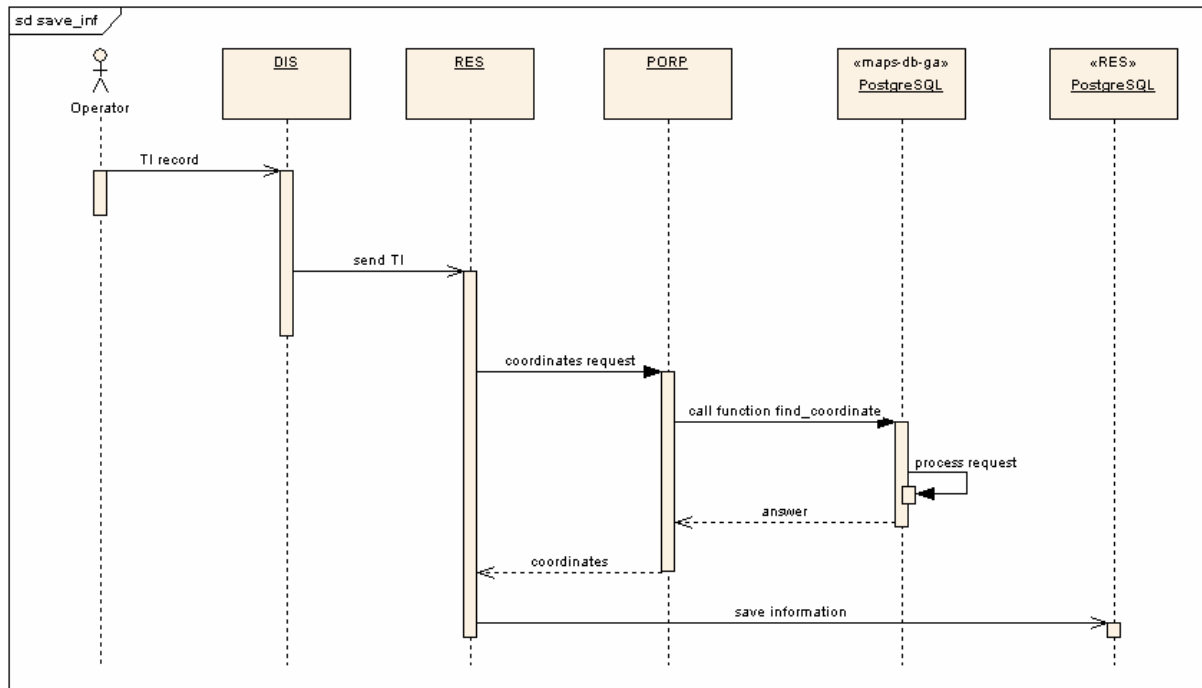 sd save_inf
Operator
DIS
RES
PORP
«maps-db-ga»
PostgreSQL
«RES»
PostgreSQL
TI record
send TI
coordinates request
call function find_coordinate
process request
answer
coordinates
save information